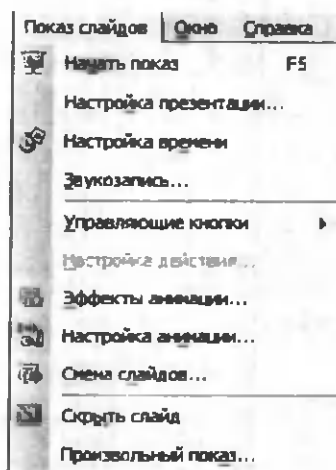 Показ слайдов Окно Справка
Начать показ F5
Настройка презентации...
Настройка времени
Звукозапись...
Управляющие кнопки
Настройка действия...
Эффекты анимации...
Настройка анимации...
Смена слайдов...
Скрыть слайд
Произвольный показ...